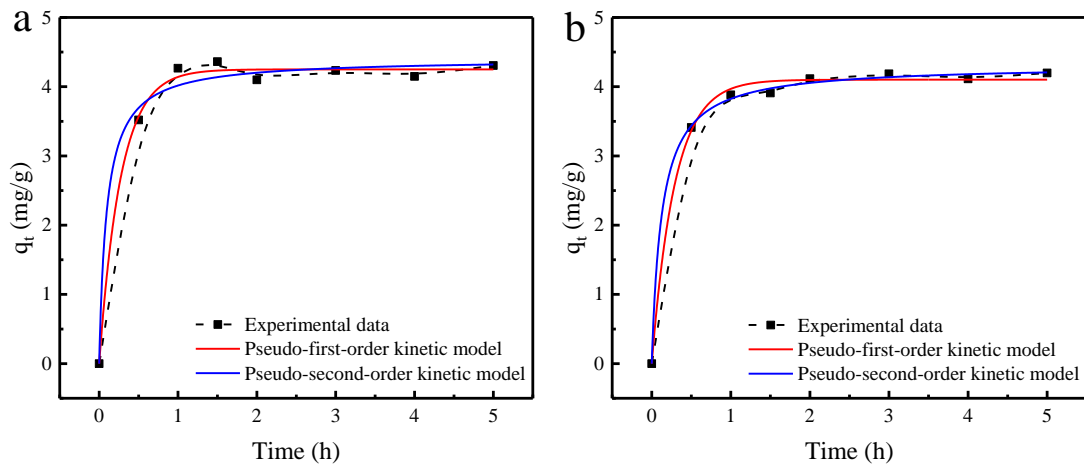 a
5
4
3
2
1
0
q_t (mg/g)
Experimental data
Pseudo-first-order kinetic model
Pseudo-second-order kinetic model
0 1 2 3 4 5
Time (h)
b
5
4
3
2
1
0
q_t (mg/g)
Experimental data
Pseudo-first-order kinetic model
Pseudo-second-order kinetic model
0 1 2 3 4 5
Time (h)